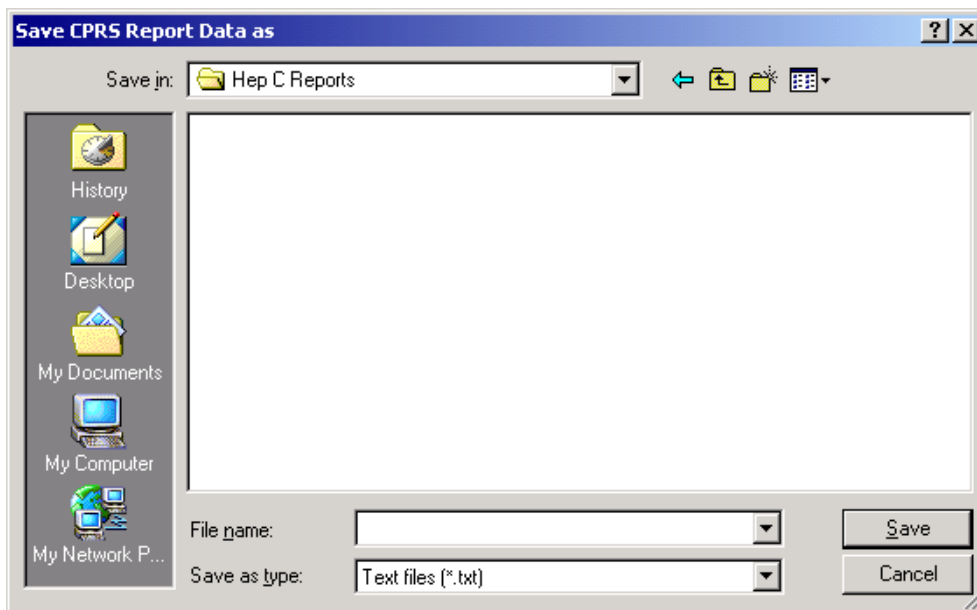 Save CPRS Report Data as
Save in: Hep C Reports
History
Desktop
My Documents
My Computer
My Network P...
File name:
Save
Save as type: Text files (*.txt)
Cancel